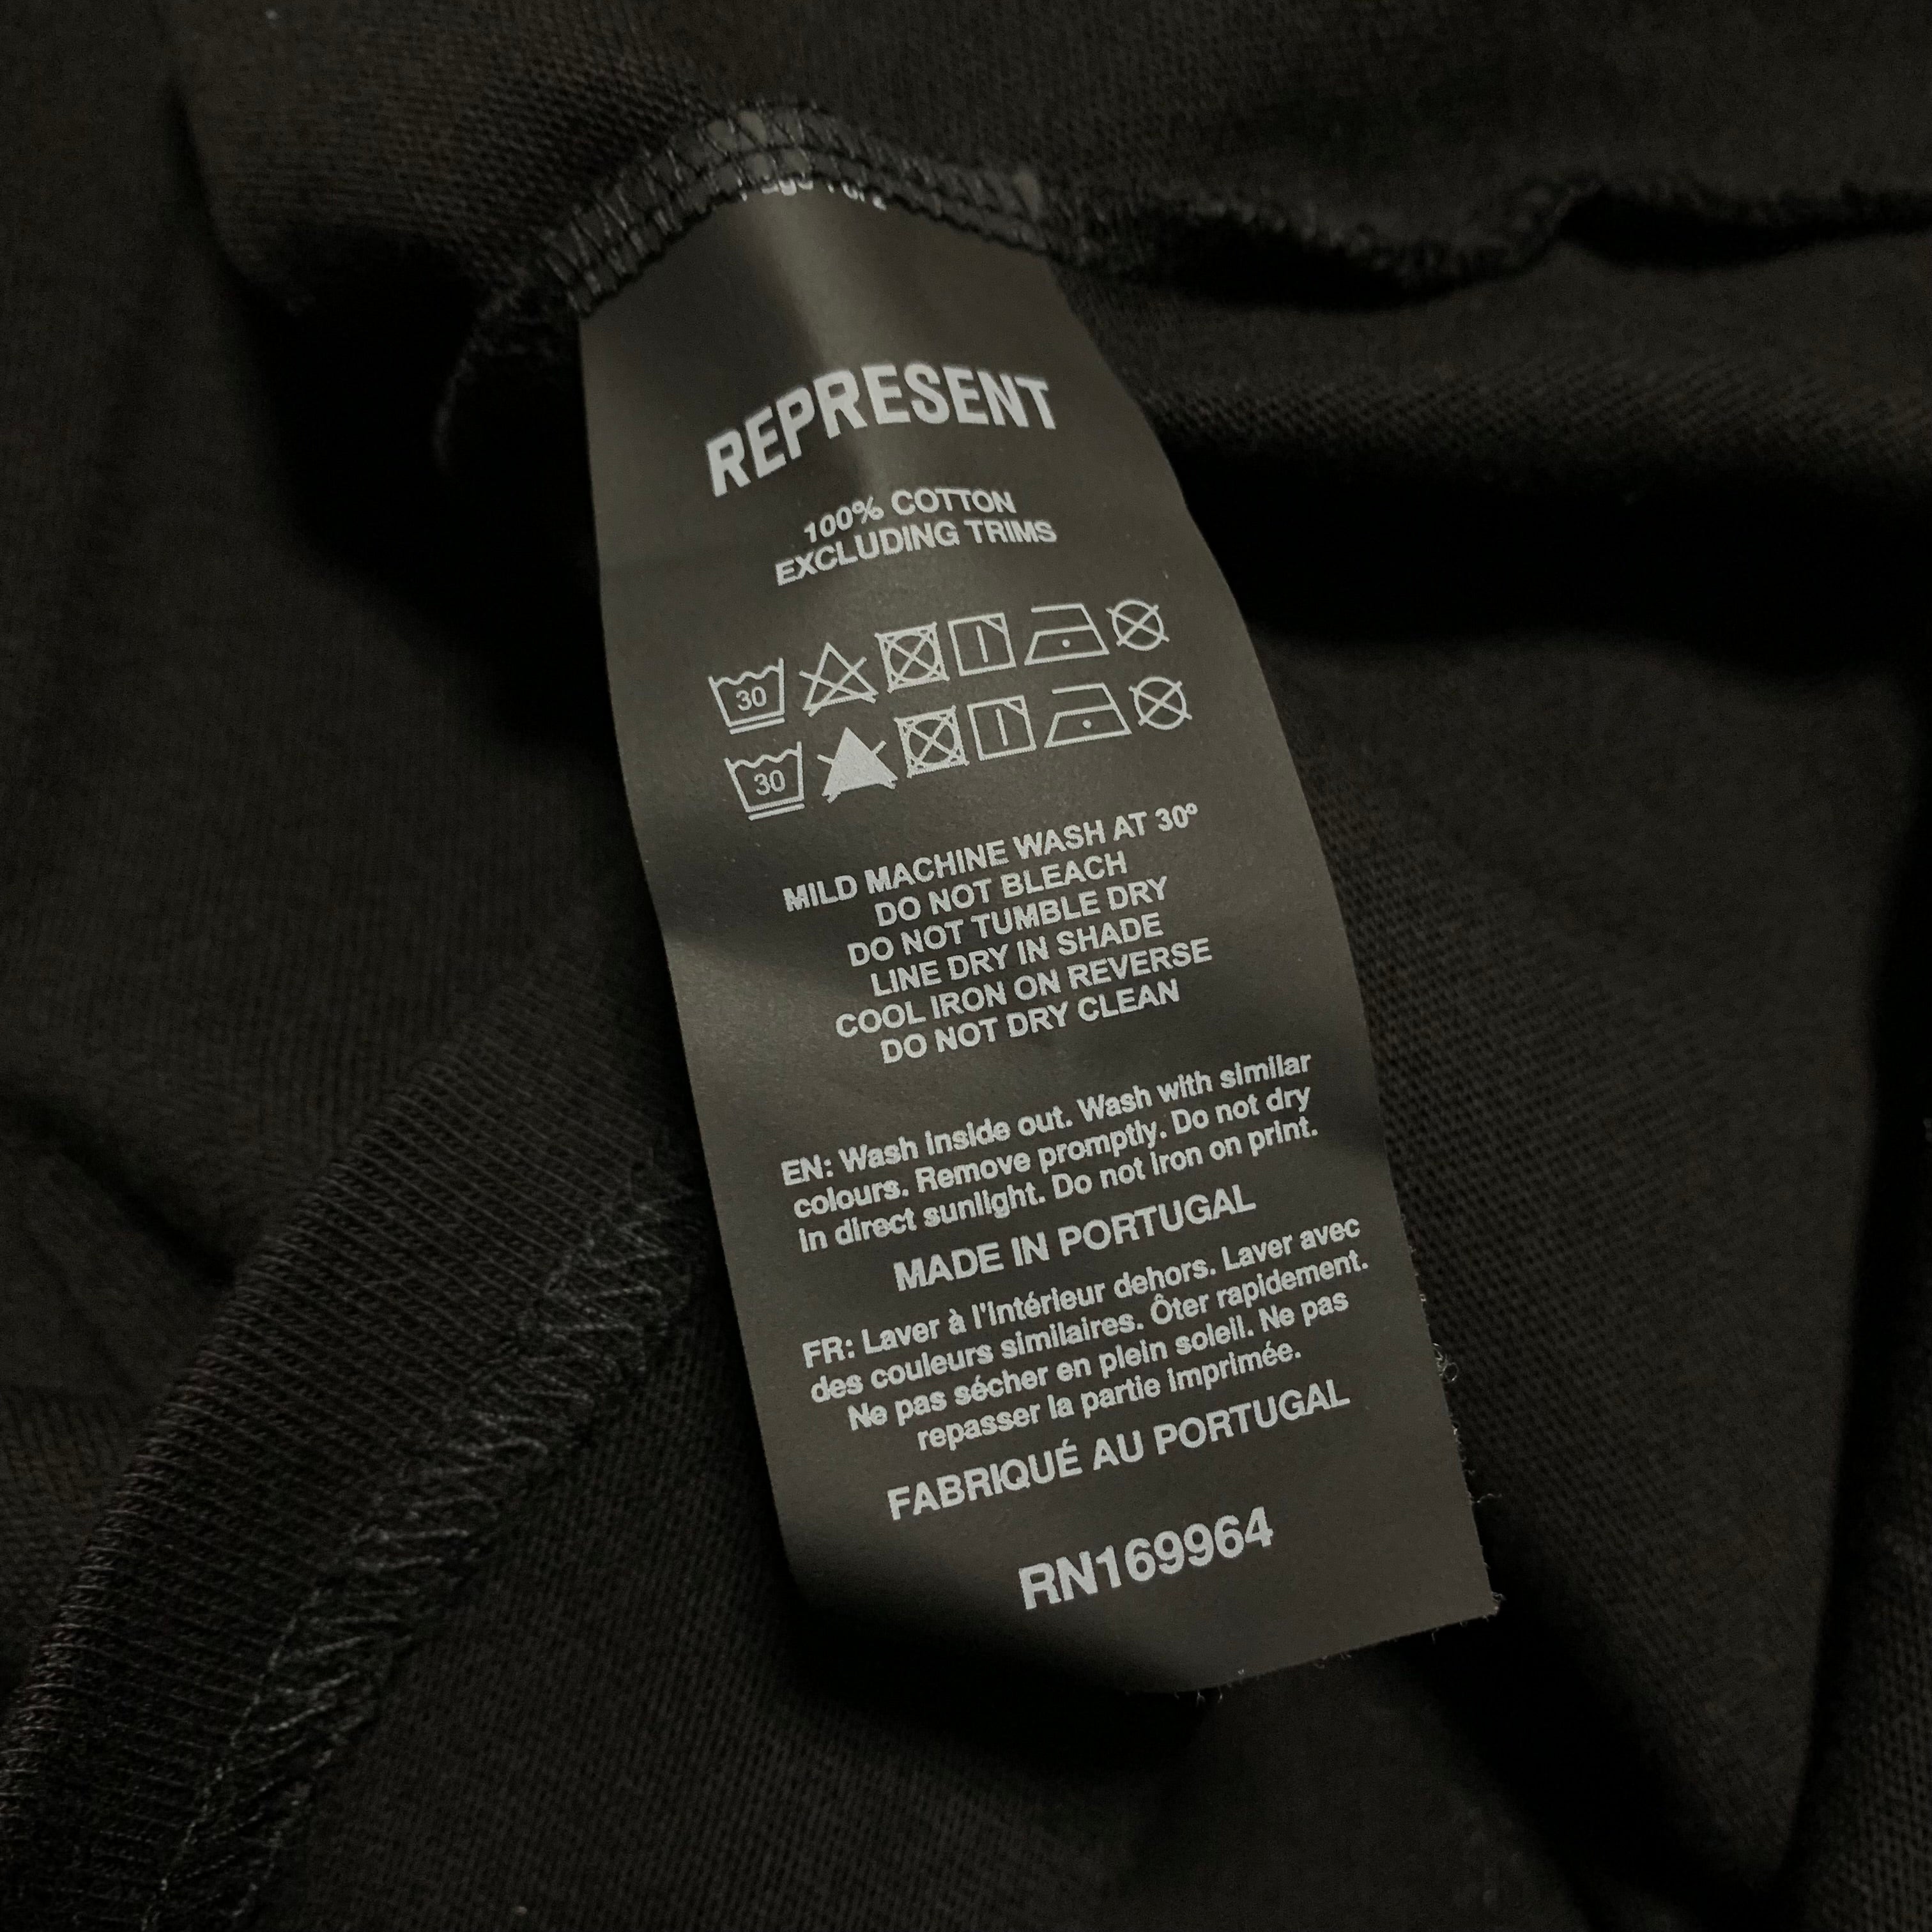 REPRESENT
100% COTTON
EXCLUDING TRIMS
30
30
MILD MACHINE WASH AT 30º
DO NOT BLEACH
DO NOT TUMBLE DRY
LINE DRY IN SHADE
COOL IRON ON REVERSE
DO NOT DRY CLEAN
EN: Wash inside out. Wash with similar
colours. Remove promptly. Do not dry
in direct sunlight. Do not iron on print.
MADE IN PORTUGAL
FR: Laver à l'intérieur dehors. Laver avec
des couleurs similaires. Ôter rapidement.
Ne pas sécher en plein soleil. Ne pas
repasser la partie imprimée.
FABRIQUÉ AU PORTUGAL
RN169964